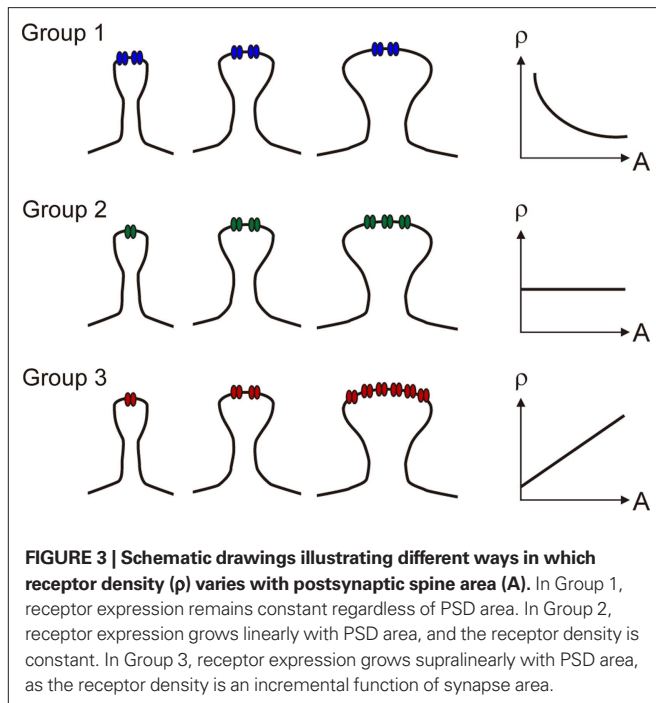 Group 1
ρ
A
Group 2
ρ
A
Group 3
ρ
A
FIGURE 3 | Schematic drawings illustrating different ways in which
receptor density (ρ) varies with postsynaptic spine area (A). In Group 1,
receptor expression remains constant regardless of PSD area. In Group 2,
receptor expression grows linearly with PSD area, and the receptor density is
constant. In Group 3, receptor expression grows supralinearly with PSD area,
as the receptor density is an incremental function of synapse area.